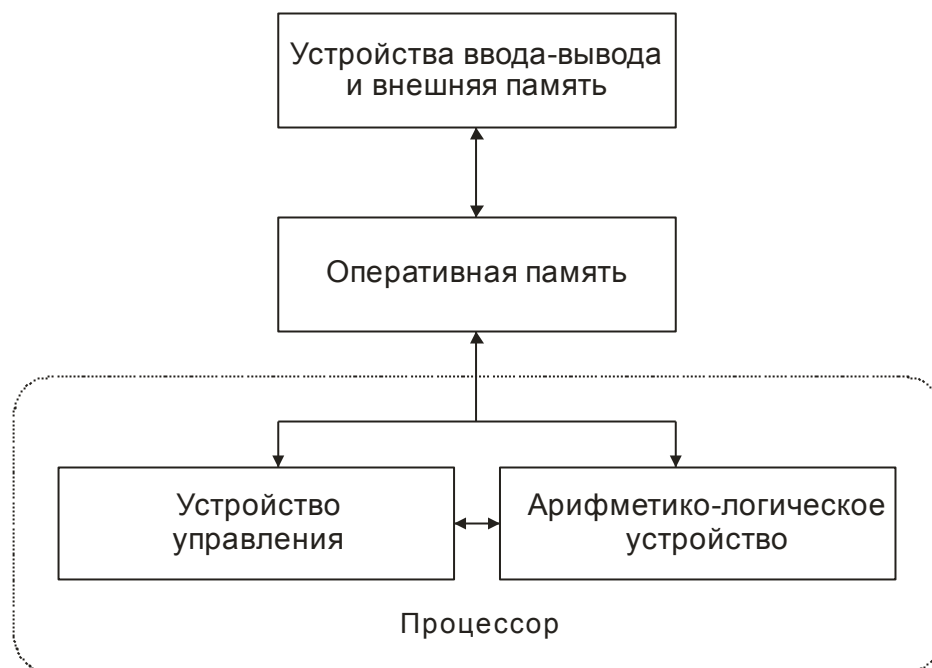 Устройства ввода-вывода
и внешняя память
Оперативная память
Устройство
управления
Арифметико-логическое
устройство
Процессор